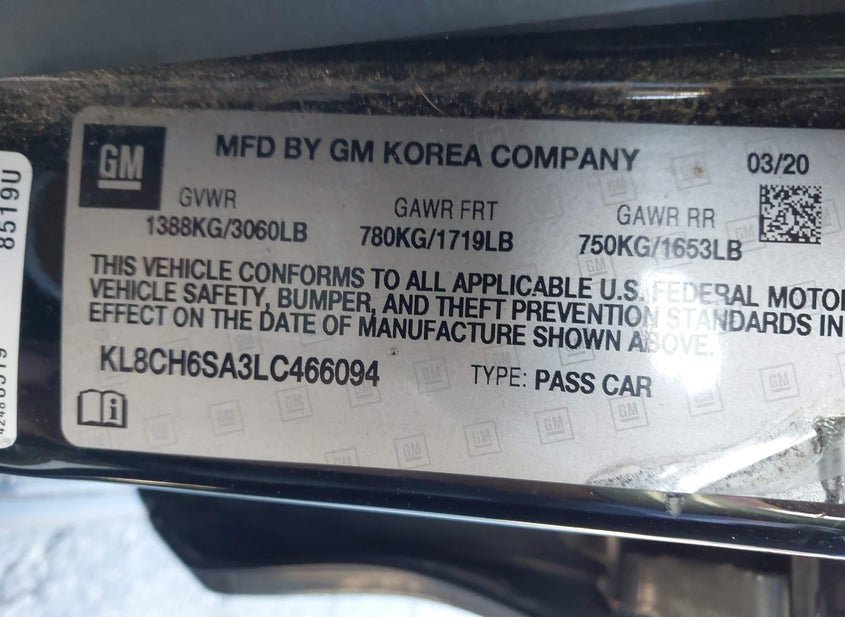 GM
MFD BY GM KOREA COMPANY
03/20
GVWR
1388KG/3060LB
GAWR FRT
780KG/1719LB
GAWR RR
750KG/1653LB
THIS VEHICLE CONFORMS TO ALL APPLICABLE U.S. FEDERAL MOTOR
VEHICLE SAFETY, BUMPER, AND THEFT PREVENTION STANDARDS IN
EFFECT ON THE DATE OF MANUFACTURE SHOWN ABOVE.
KL8CH6SA3LC466094
TYPE: PASS CAR
8519U